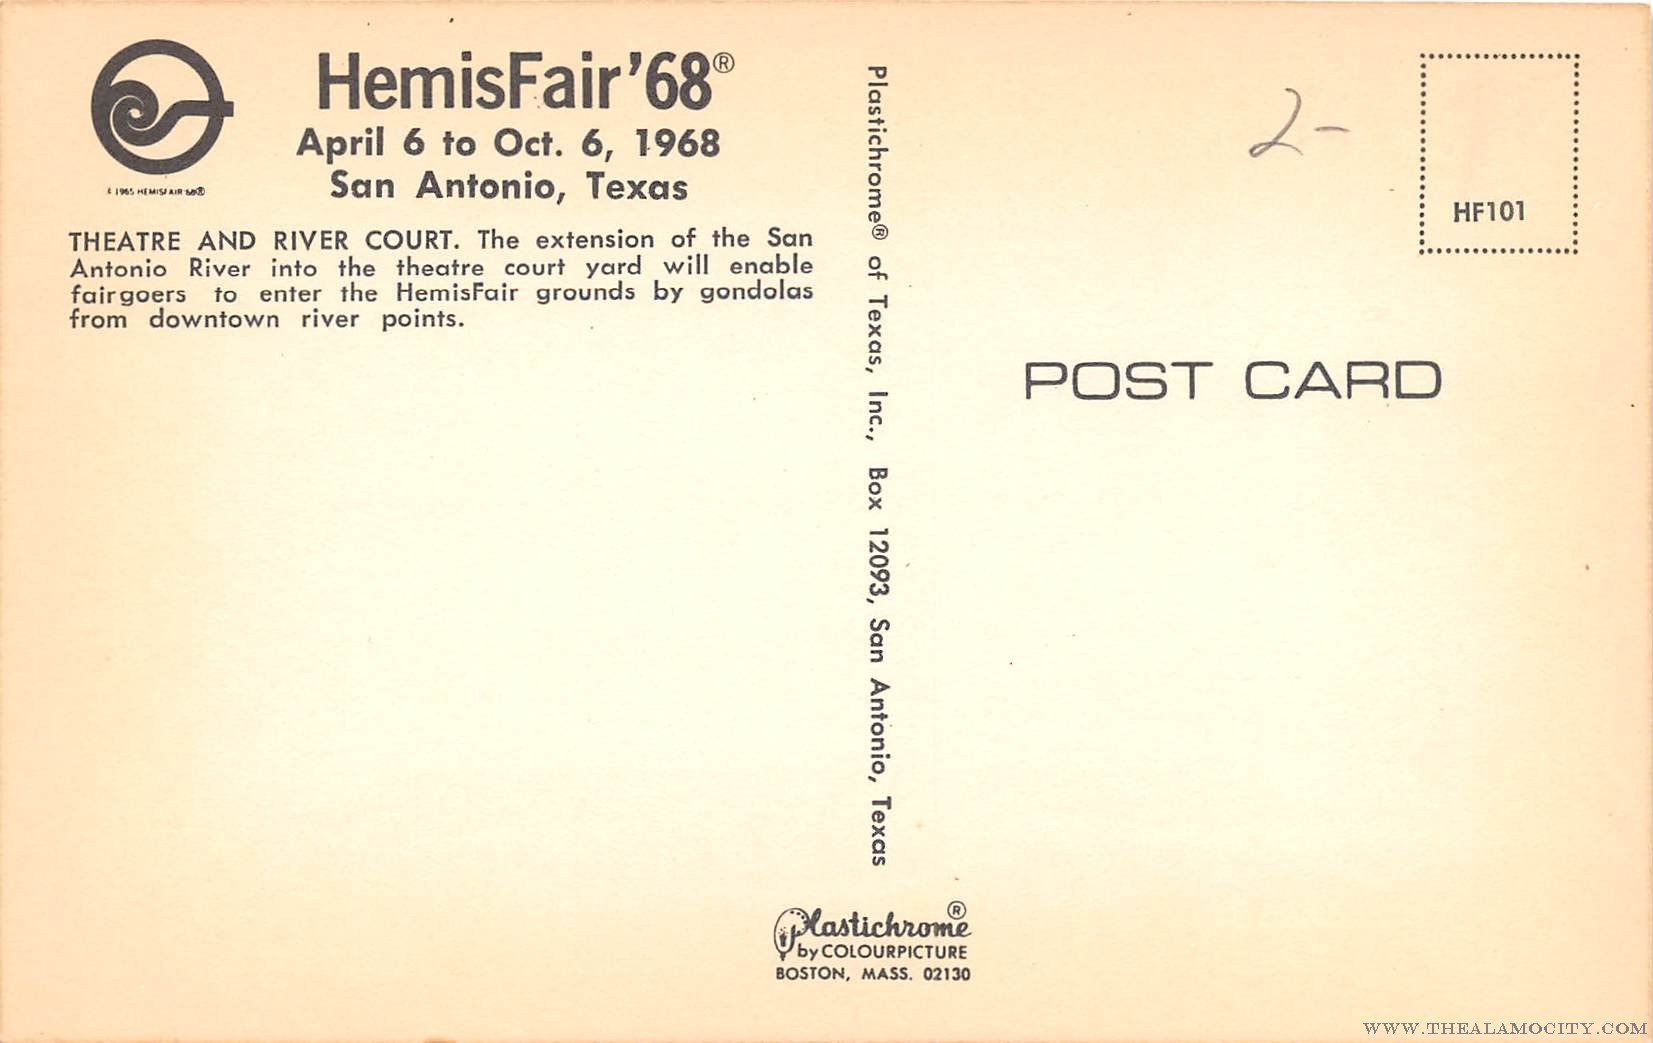 HemisFair '68®
April 6 to Oct. 6, 1968
San Antonio, Texas
© 1965 HEMISFAIR '68®
THEATRE AND RIVER COURT. The extension of the San
Antonio River into the theatre court yard will enable
fairgoers to enter the HemisFair grounds by gondolas
from downtown river points.
Plastichrome® of Texas, Inc., Box 12093, San Antonio, Texas
Plastichrome®
by COLOURPICTURE
BOSTON, MASS. 02130
2-
HF101
POST CARD
WWW.THEALAMOCITY.COM